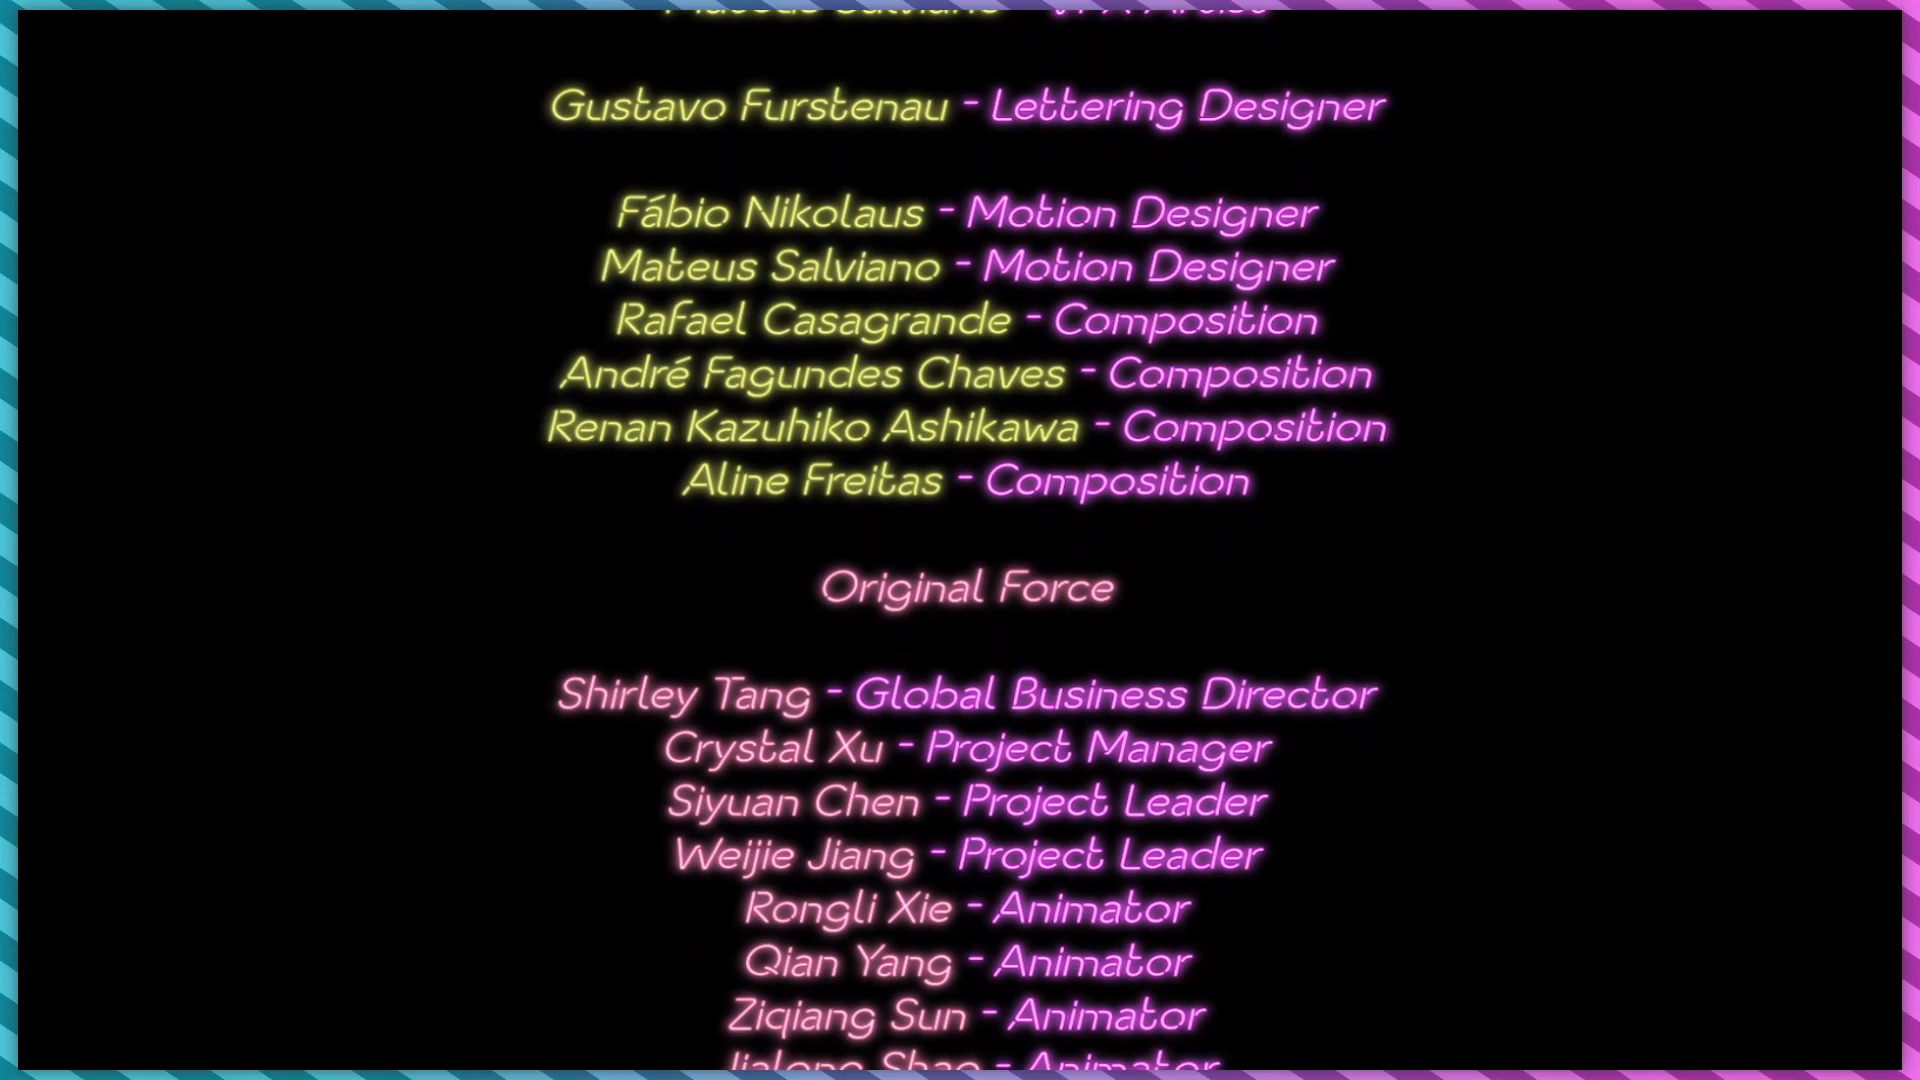 Gustavo Furstenau - Lettering Designer
Fábio Nikolaus - Motion Designer
Mateus Salviano - Motion Designer
Rafael Casagrande - Composition
André Fagundes Chaves - Composition
Renan Kazuhiko Ashikawa - Composition
Aline Freitas - Composition
Original Force
Shirley Tang - Global Business Director
Crystal Xu - Project Manager
Siyuan Chen - Project Leader
Weijie Jiang - Project Leader
Rongli Xie - Animator
Qian Yang - Animator
Ziqiang Sun - Animator
- Animator